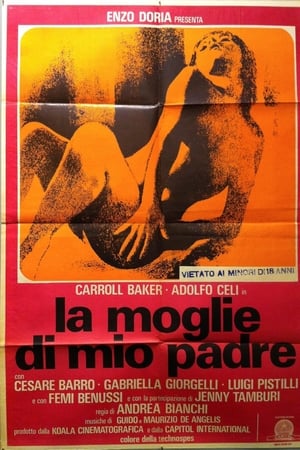 ENZO DORIA PRESENTA
VIETATO AI MINORI DI 18 ANNI
CARROLL BAKER · ADOLFO CELI in
la moglie
di mio padre
con
CESARE BARRO · GABRIELLA GIORGELLI · LUIGI PISTILLI
e con FEMI BENUSSI e con la partecipazione di JENNY TAMBURI
regia di ANDREA BIANCHI
musiche di GUIDO e MAURIZIO DE ANGELIS
prodotto dalla KOALA CINEMATOGRAFICA e dalla CAPITOL INTERNATIONAL
colore della technospes